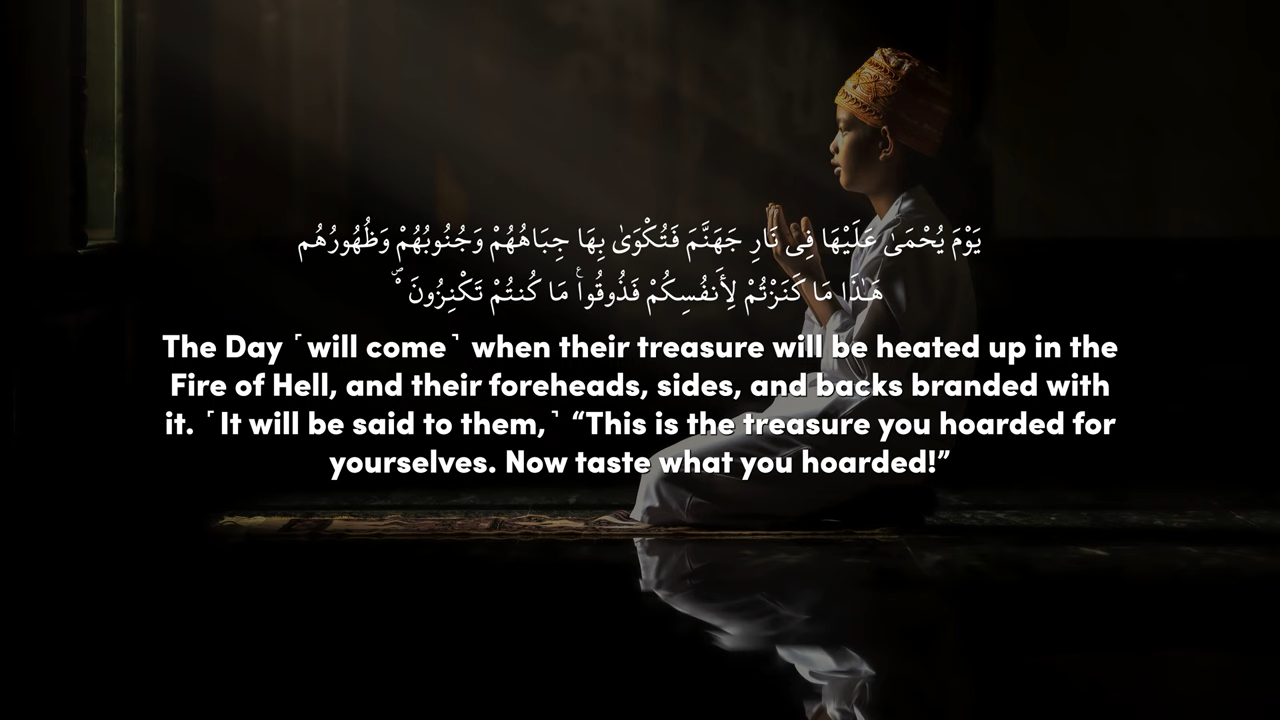 يَوْمَ يُحْمَىٰ عَلَيْهَا فِى نَارِ جَهَنَّمَ فَتُكْوَىٰ بِهَا جِبَاهُهُمْ وَجُنُوبُهُمْ وَظُهُورُهُم
هَـٰذَا مَا كَنَزْتُمْ لِأَنفُسِكُمْ فَذُوقُوا۟ مَا كُنتُمْ تَكْنِزُونَ
The Day ˹will come˺ when their treasure will be heated up in the
Fire of Hell, and their foreheads, sides, and backs branded with
it. ˹It will be said to them,˺ “This is the treasure you hoarded for
yourselves. Now taste what you hoarded!”